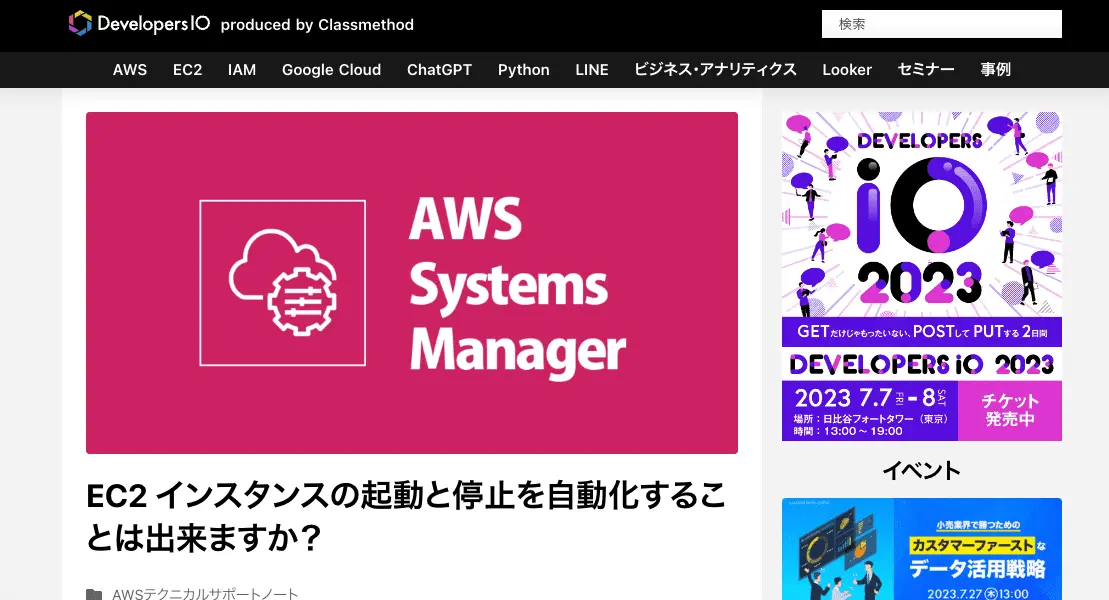 DevelopersIO produced by Classmethod
検索
AWS EC2 IAM Google Cloud ChatGPT Python LINE ビジネス・アナリティクス Looker セミナー 事例
AWS
Systems
Manager
EC2 インスタンスの起動と停止を自動化するこ
とは出来ますか？
AWSテクニカルサポートノート
DEVELOPERS
iO
2023
GETだけじゃもったいない、POSTして PUTする 2日間
DEVELOPERS iO 2023
2023 7.7 FRI - 8 SAT
場所：日比谷フォートタワー（東京）
時間：13:00 ～ 19:00
チケット
発売中
イベント
小売業界で勝つための
カスタマーファーストな
データ活用戦略
2023.7.27 木 13:00